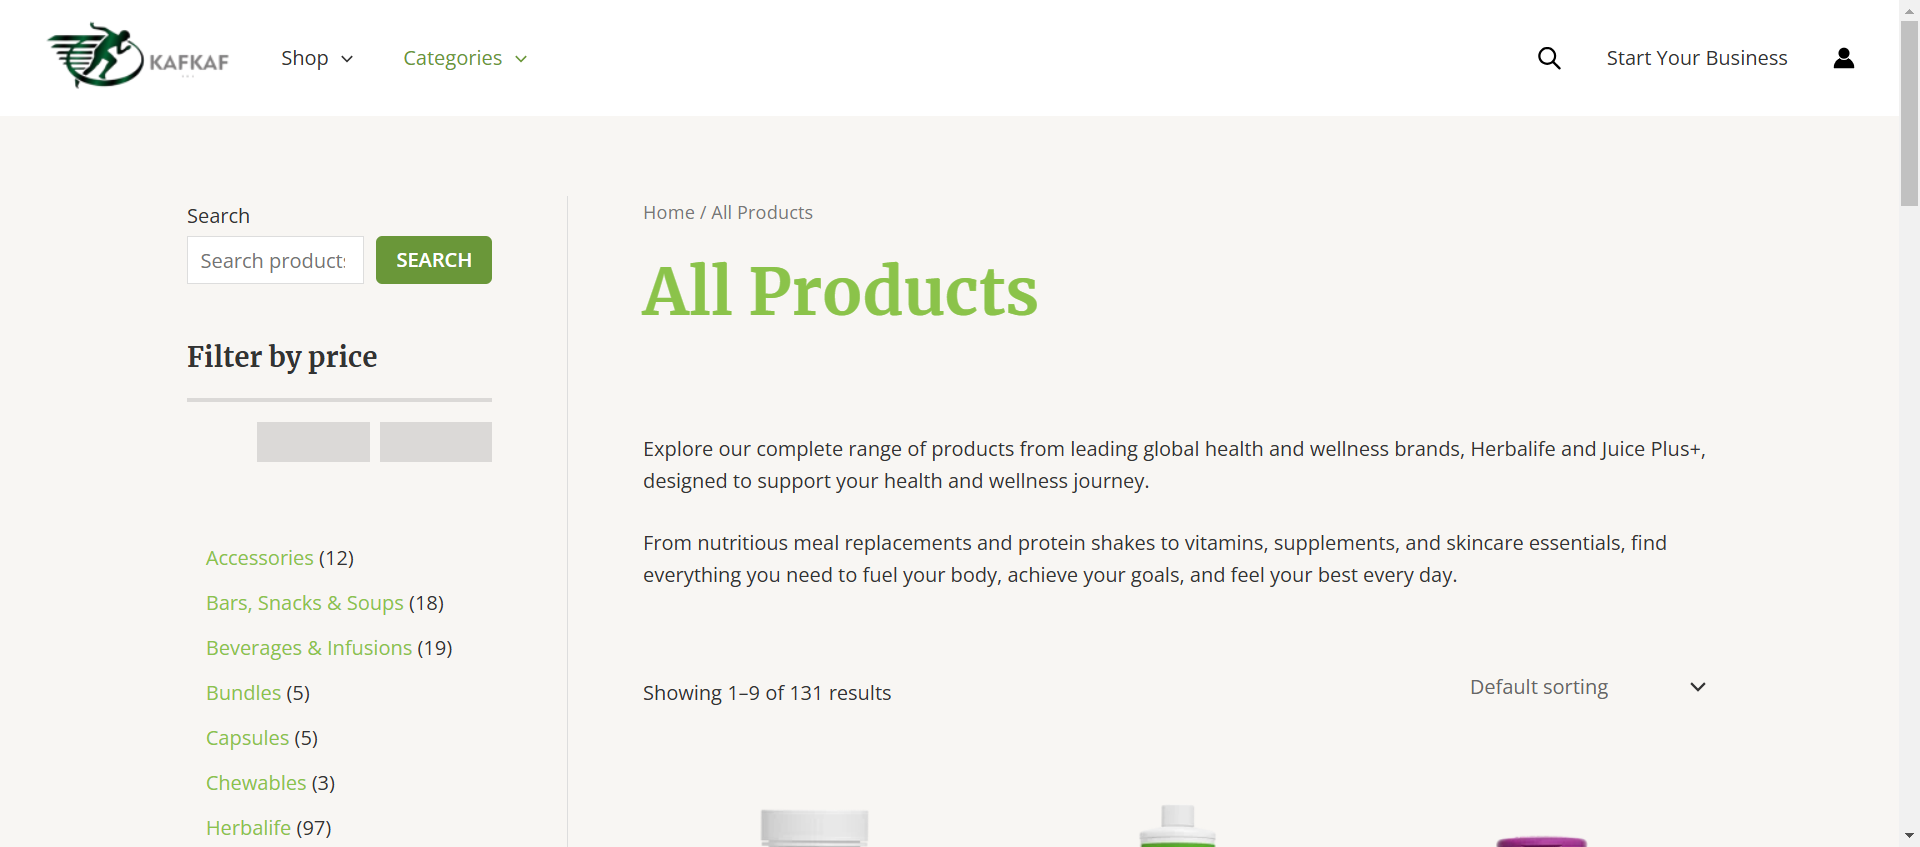 KAFKAF
Shop
Categories
Start Your Business
Search
Search products
SEARCH
Filter by price
Accessories (12)
Bars, Snacks & Soups (18)
Beverages & Infusions (19)
Bundles (5)
Capsules (5)
Chewables (3)
Herbalife (97)
Home / All Products
All Products
Explore our complete range of products from leading global health and wellness brands, Herbalife and Juice Plus+,
designed to support your health and wellness journey.
From nutritious meal replacements and protein shakes to vitamins, supplements, and skincare essentials, find
everything you need to fuel your body, achieve your goals, and feel your best every day.
Showing 1–9 of 131 results
Default sorting